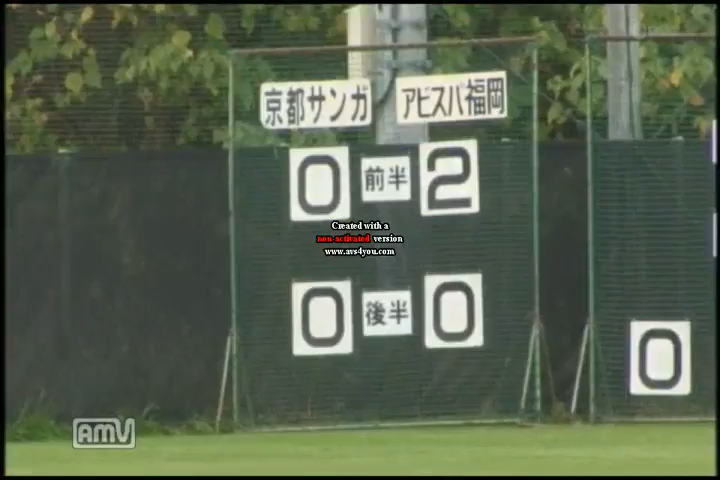 京都サンガ アビスパ福岡
0 前半 2
Created with a
non-activated version
www.avs4you.com
0 後半 0
0
AMV